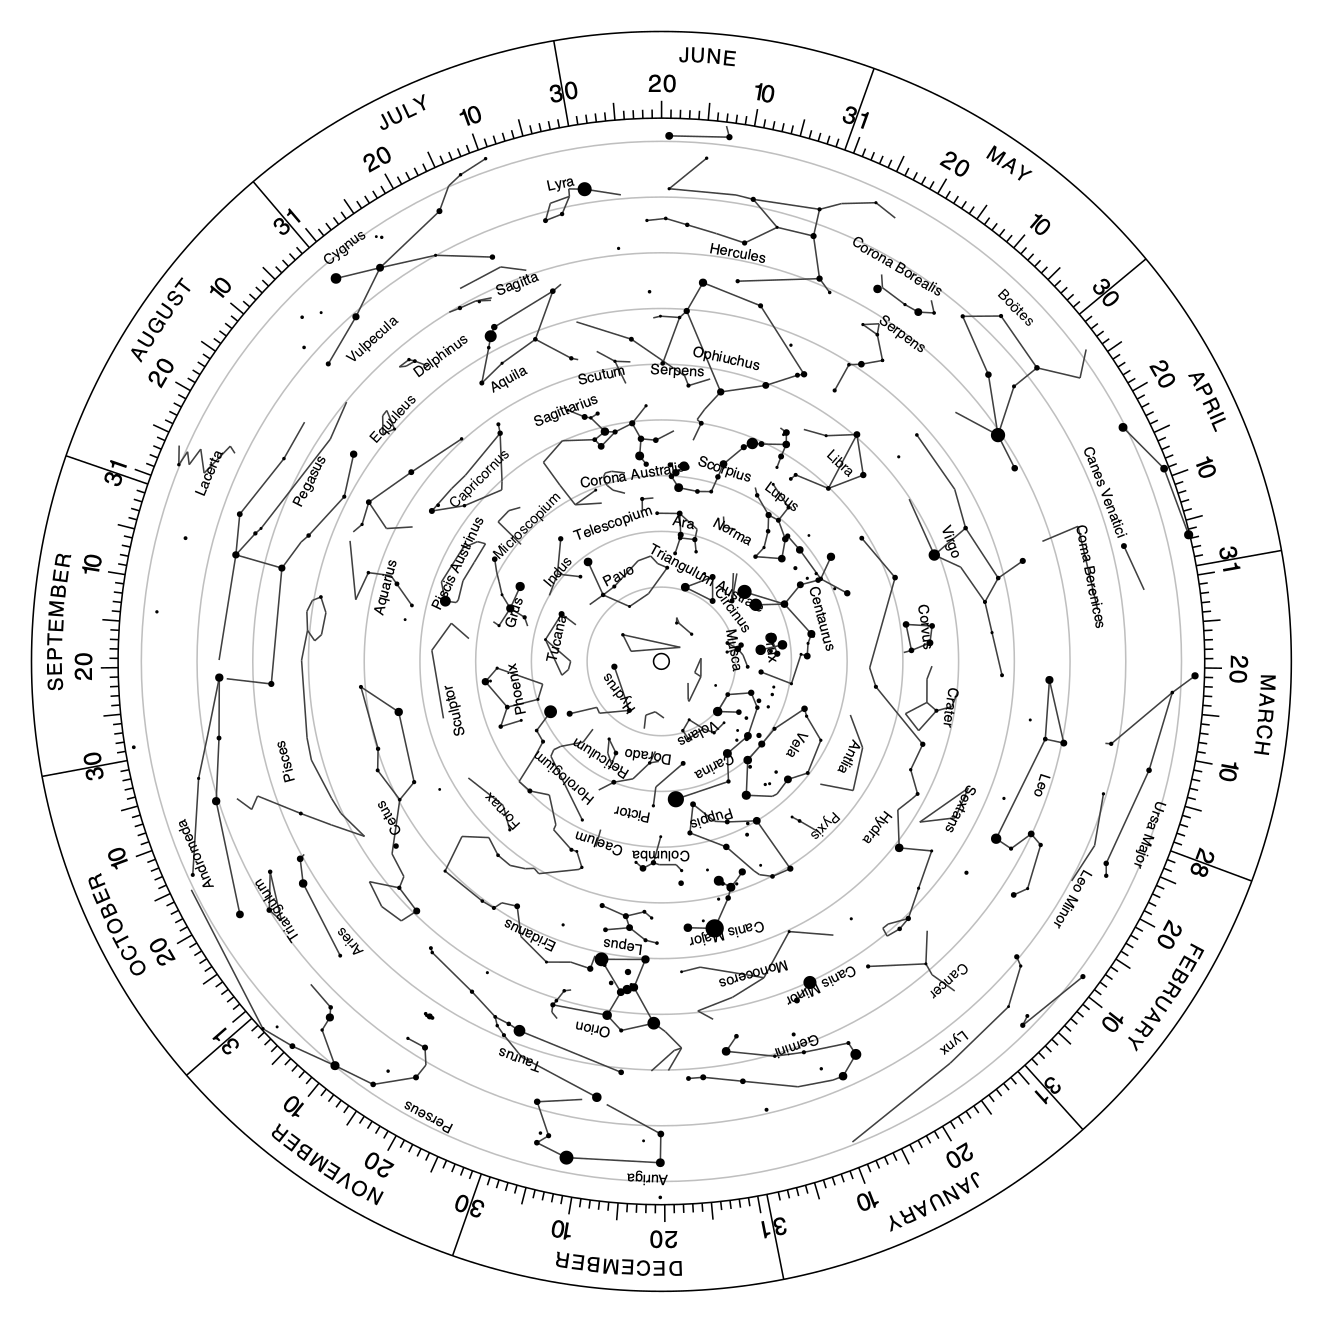 JUNE
30
20
10
31
MAY
20
10
30
APRIL
20
10
31
MARCH
20
10
28
FEBRUARY
20
10
31
JANUARY
20
10
31
DECEMBER
20
10
30
NOVEMBER
20
10
31
OCTOBER
20
10
30
SEPTEMBER
20
10
31
AUGUST
20
10
31
JULY
20
10
Lyra
Cygnus
Hercules
Corona Borealis
Boötes
Sagitta
Vulpecula
Delphinus
Aquila
Scutum
Serpens
Ophiuchus
Serpens
Equuleus
Sagittarius
Lacerta
Pegasus
Capricornus
Corona Australis
Scorpius
Libra
Lupus
Canes Venatici
Microscopium
Telescopium
Ara
Norma
Virgo
Coma Berenices
Piscis Austrinus
Aquarius
Indus
Pavo
Triangulum Australe
Circinus
Centaurus
Grus
Tucana
Musca
Crux
Corvus
Phoenix
Hydrus
Sculptor
Crater
Volans
Vela
Antlia
Pisces
Reticulum
Dorado
Carina
Horologium
Pictor
Puppis
Pyxis
Hydra
Sextans
Leo
Ursa Major
Fornax
Cetus
Caelum
Columba
Andromeda
Triangulum
Aries
Eridanus
Lepus
Canis Major
Monoceros
Canis Minor
Cancer
Leo Minor
Orion
Taurus
Gemini
Lynx
Perseus
Auriga